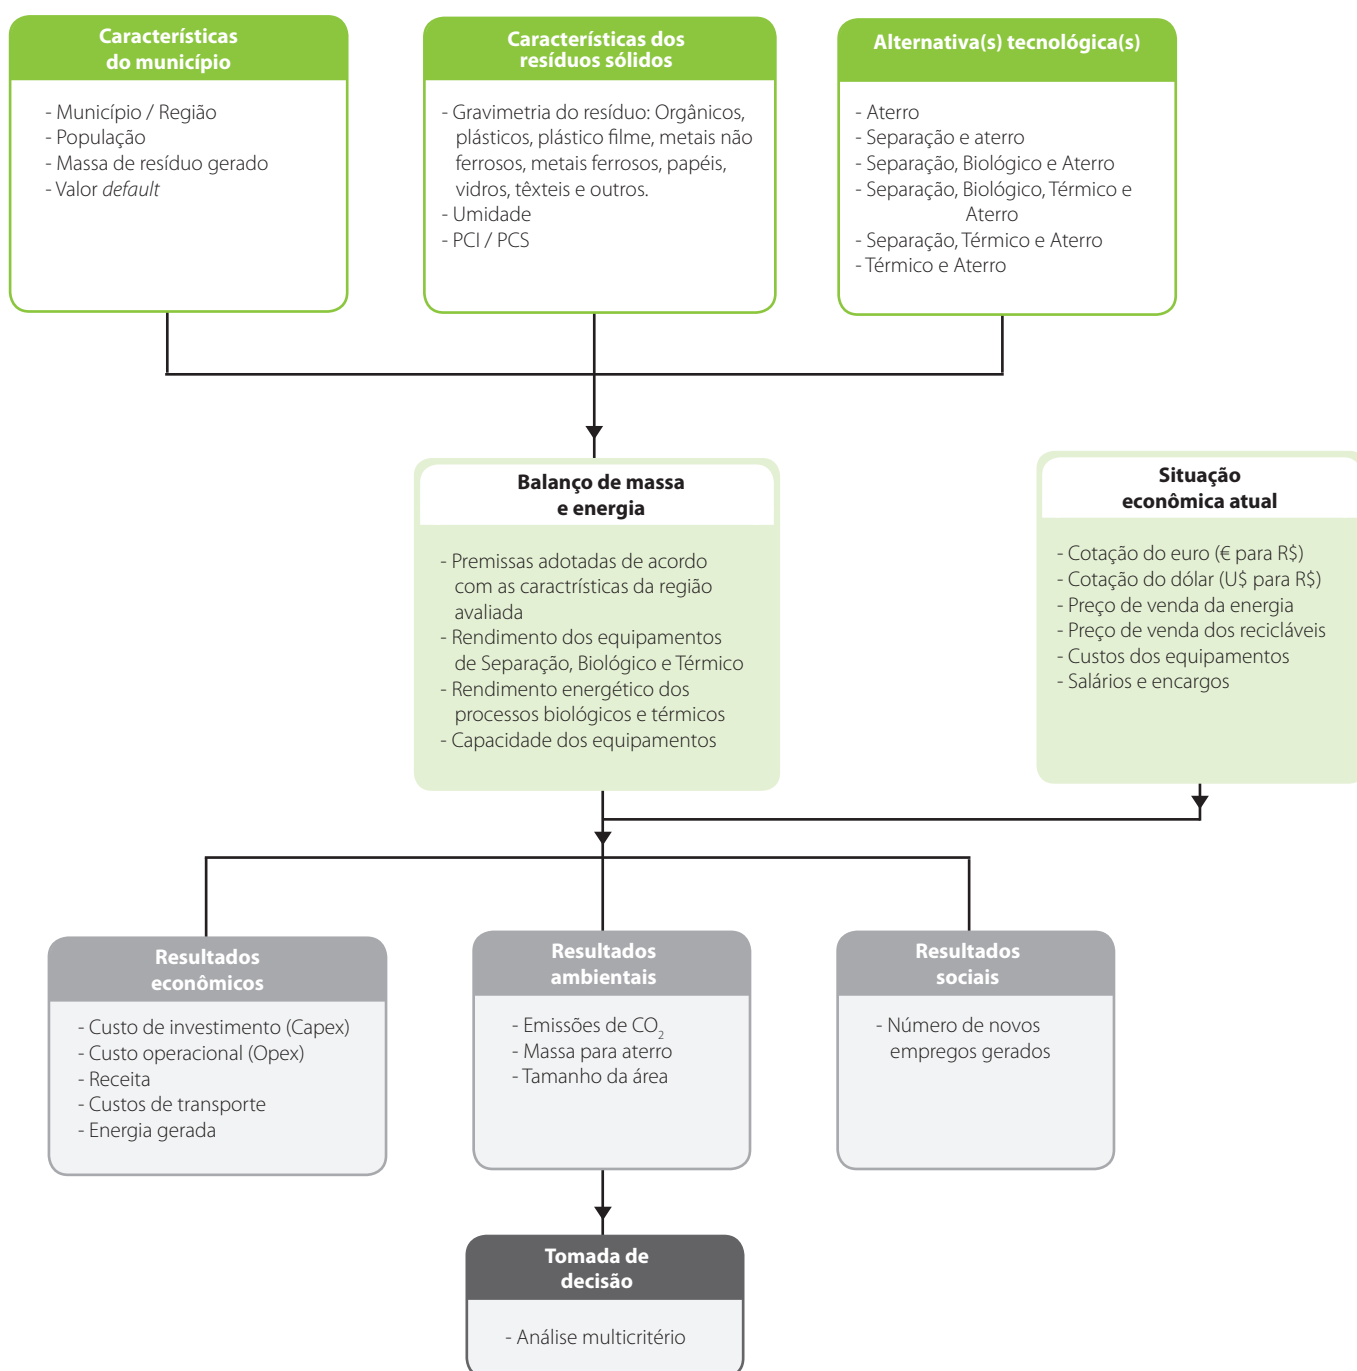 Características
do município
- Município / Região
- População
- Massa de resíduo gerado
- Valor default
Características dos
resíduos sólidos
- Gravimetria do resíduo: Orgânicos,
plásticos, plástico filme, metais não
ferrosos, metais ferrosos, papéis,
vidros, têxteis e outros.
- Umidade
- PCI / PCS
Alternativa(s) tecnológica(s)
- Aterro
- Separação e aterro
- Separação, Biológico e Aterro
- Separação, Biológico, Térmico e
Aterro
- Separação, Térmico e Aterro
- Térmico e Aterro
Balanço de massa
e energia
- Premissas adotadas de acordo
com as caractrísticas da região
avaliada
- Rendimento dos equipamentos
de Separação, Biológico e Térmico
- Rendimento energético dos
processos biológicos e térmicos
- Capacidade dos equipamentos
Situação
econômica atual
- Cotação do euro (€ para R$)
- Cotação do dólar (U$ para R$)
- Preço de venda da energia
- Preço de venda dos recicláveis
- Custos dos equipamentos
- Salários e encargos
Resultados
econômicos
- Custo de investimento (Capex)
- Custo operacional (Opex)
- Receita
- Custos de transporte
- Energia gerada
Resultados
ambientais
- Emissões de CO₂
- Massa para aterro
- Tamanho da área
Resultados
sociais
- Número de novos
empregos gerados
Tomada de
decisão
- Análise multicritério